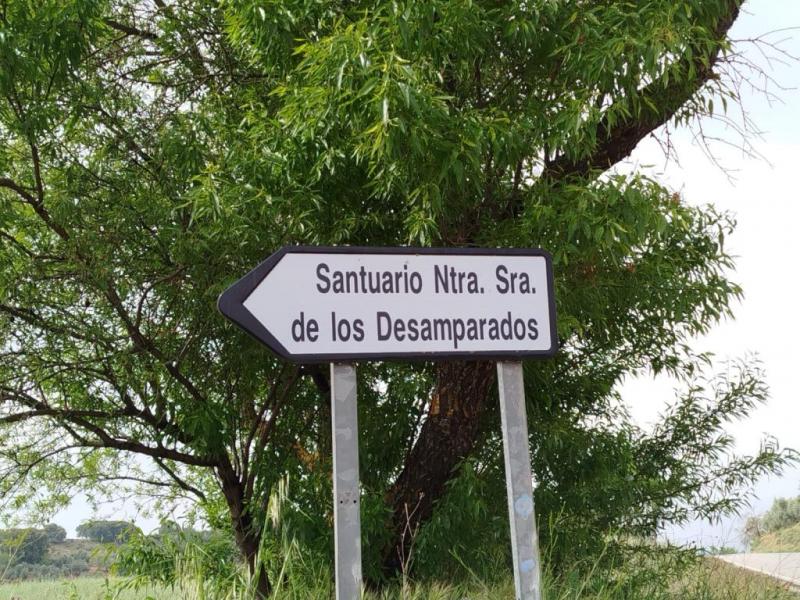 Santuario Ntra. Sra.
de los Desamparados